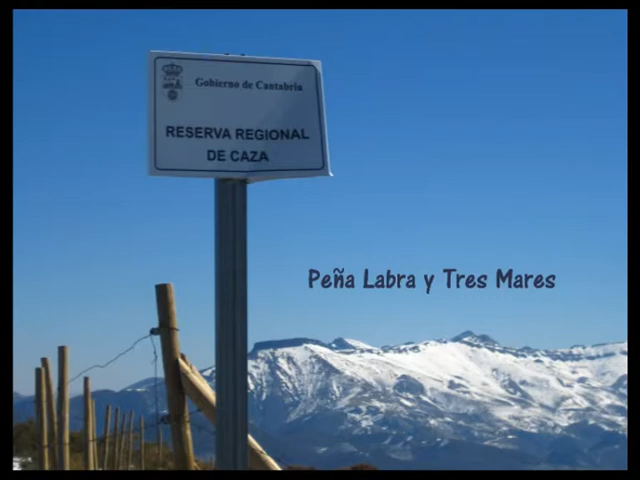 Gobierno de Cantabria
RESERVA REGIONAL
DE CAZA
Peña Labra y Tres Mares